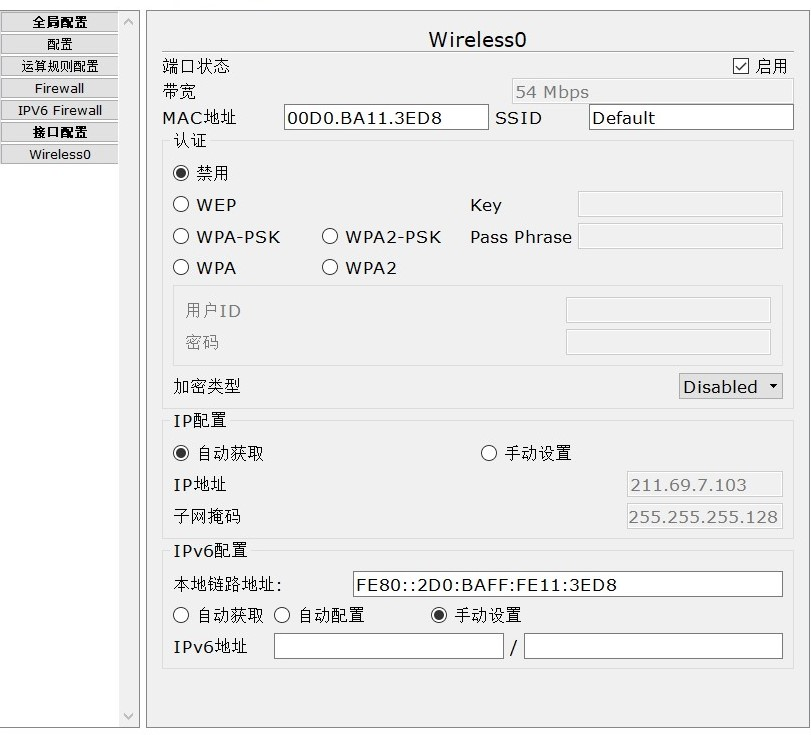 全局配置
配置
运算规则配置
Firewall
IPV6 Firewall
接口配置
Wireless0
Wireless0
端口状态 启用
带宽 54 Mbps
MAC地址 00D0.BA11.3ED8 SSID Default
认证
禁用
WEP Key
WPA-PSK WPA2-PSK Pass Phrase
WPA WPA2
用户ID
密码
加密类型 Disabled
IP配置
自动获取 手动设置
IP地址 211.69.7.103
子网掩码 255.255.255.128
IPv6配置
本地链路地址: FE80::2D0:BAFF:FE11:3ED8
自动获取 自动配置 手动设置
IPv6地址 /